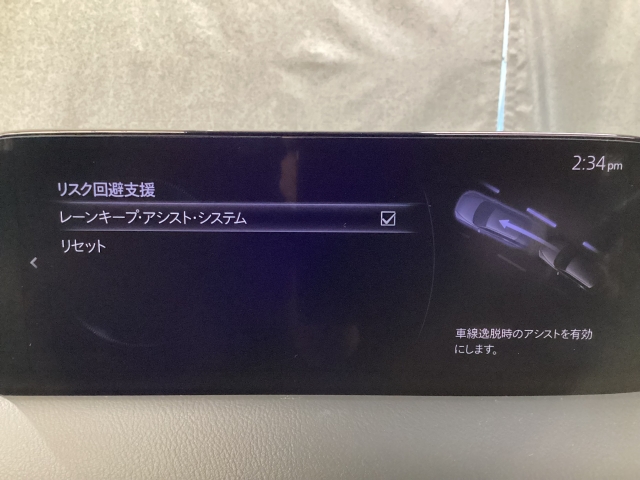 2:34pm
リスク回避支援
レーンキープ・アシスト・システム
リセット
車線逸脱時のアシストを有効
にします。